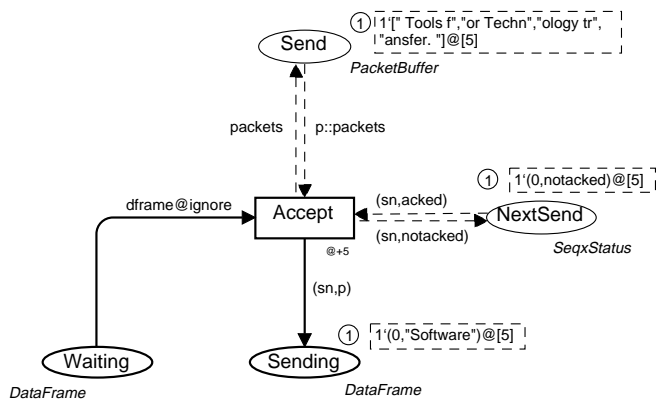 1
1‘[" Tools f","or Techn","ology tr",
"ansfer. "]@[5]
Send
PacketBuffer
packets
p::packets
1
1‘(0,notacked)@[5]
dframe@ignore
Accept
(sn,acked)
NextSend
(sn,notacked)
@+5
SeqxStatus
(sn,p)
1
1‘(0,"Software")@[5]
Waiting
Sending
DataFrame
DataFrame